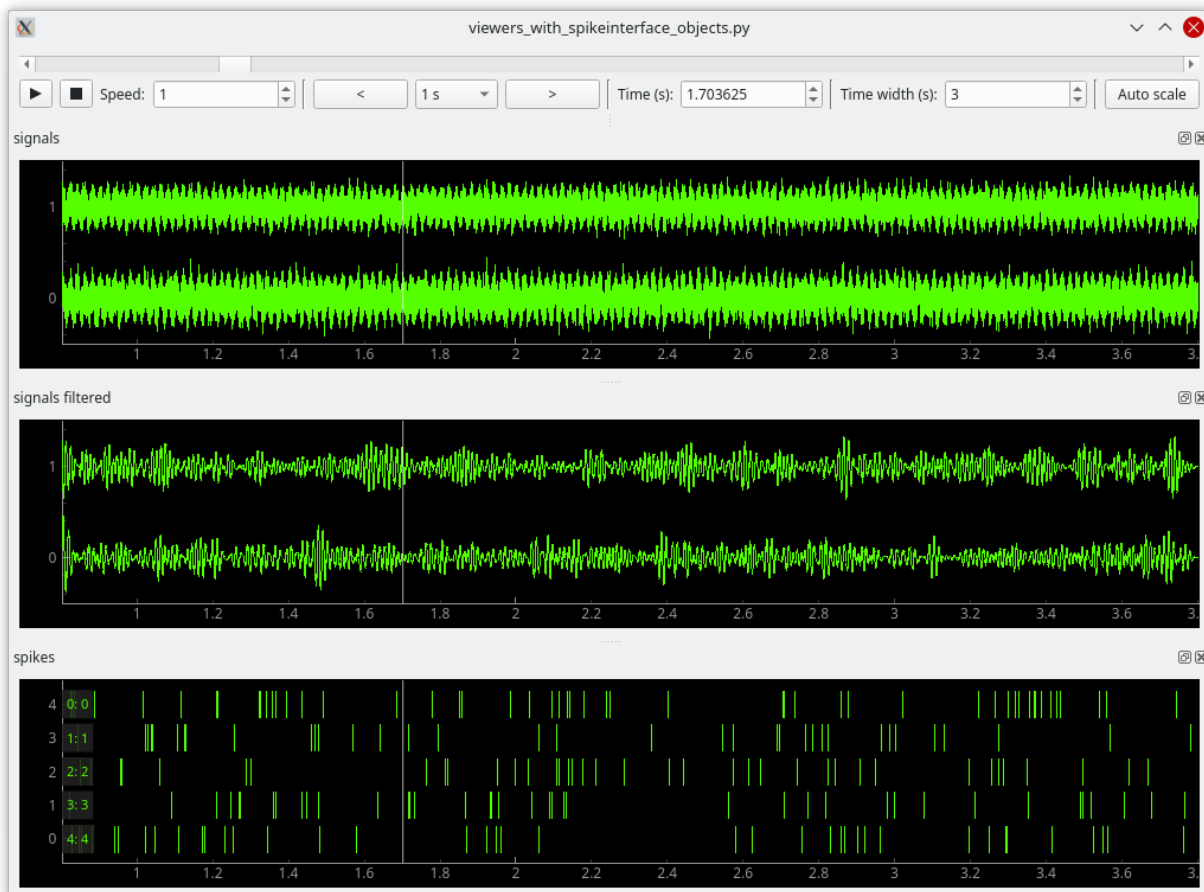 viewers_with_spikeinterface_objects.py
Speed: 1 < 1 s > Time (s): 1.703625 Time width (s): 3 Auto scale
signals
1
0
1 1.2 1.4 1.6 1.8 2 2.2 2.4 2.6 2.8 3 3.2 3.4 3.6 3.
signals filtered
1
0
1 1.2 1.4 1.6 1.8 2 2.2 2.4 2.6 2.8 3 3.2 3.4 3.6 3.
spikes
4 0: 0
3 1: 1
2 2: 2
1 3: 3
0 4: 4
1 1.2 1.4 1.6 1.8 2 2.2 2.4 2.6 2.8 3 3.2 3.4 3.6 3.